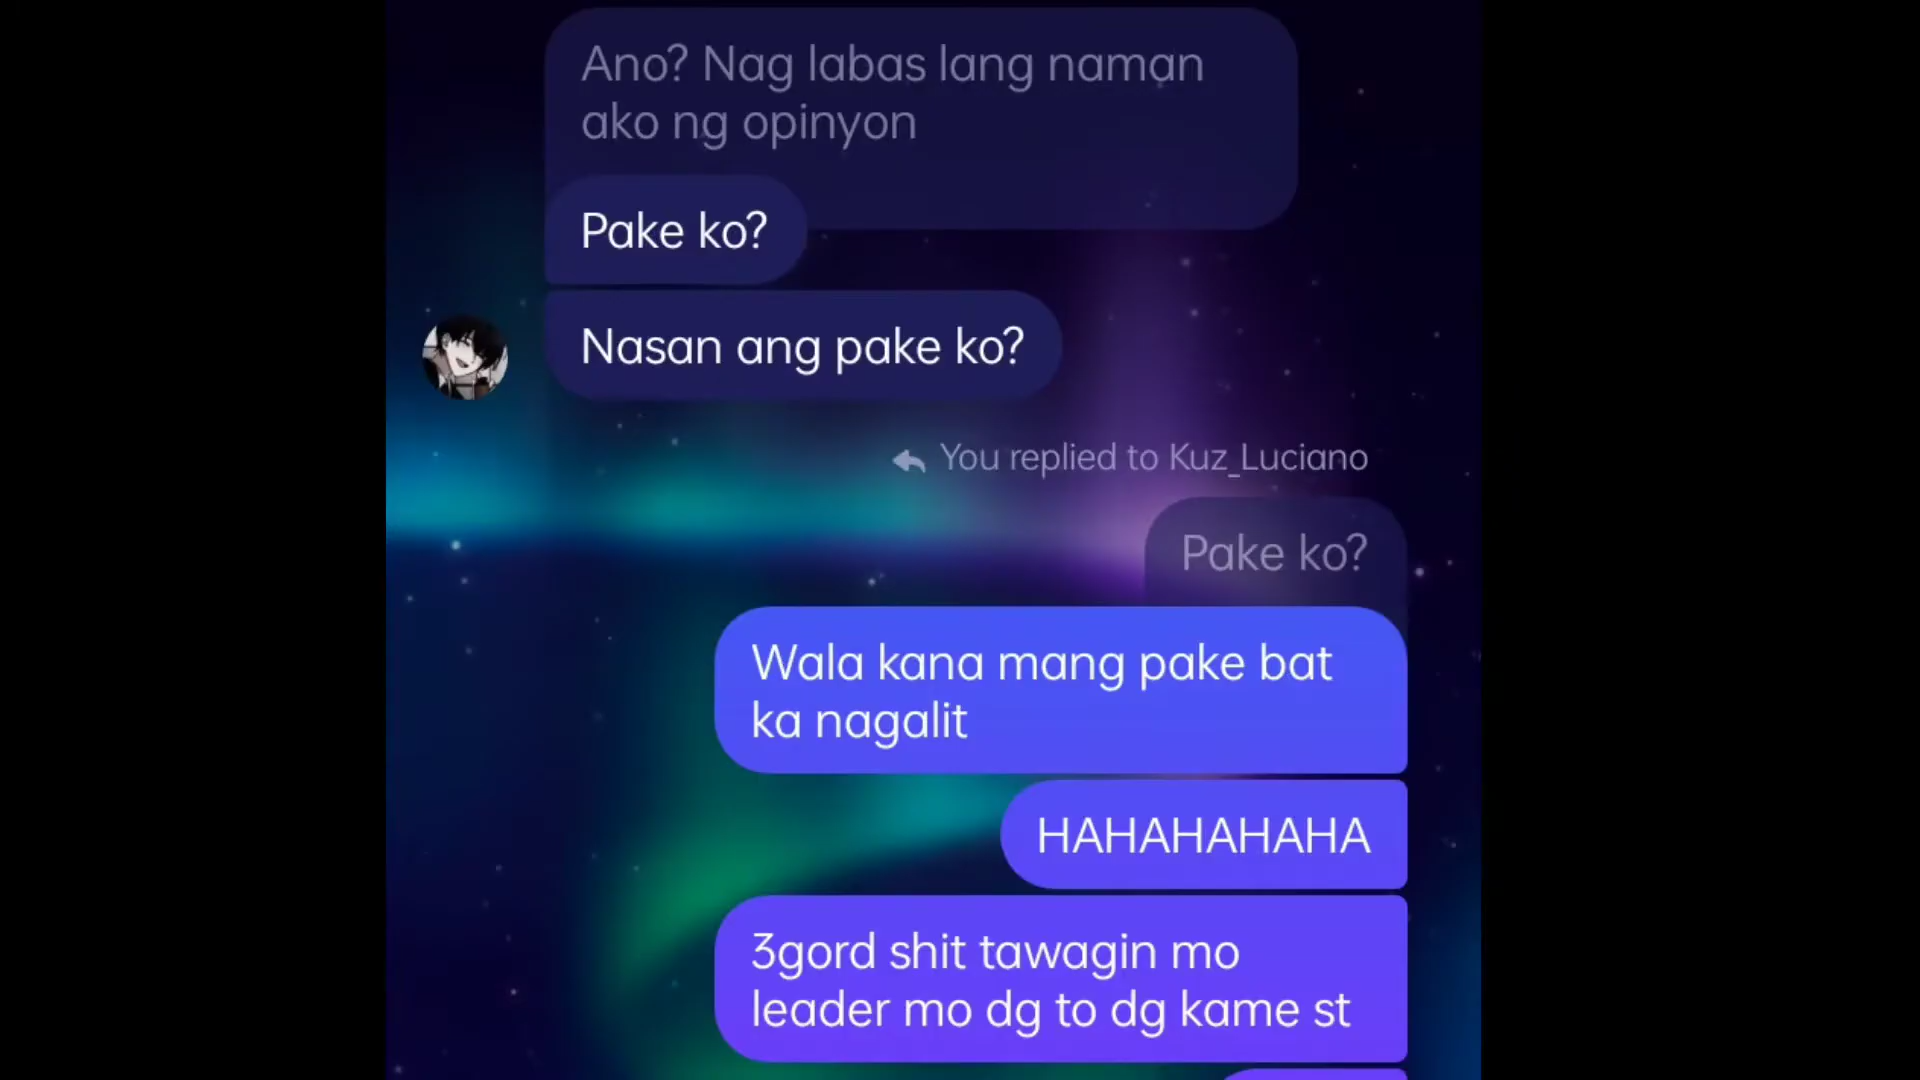 Ano? Nag labas lang naman
ako ng opinyon
Pake ko?
Nasan ang pake ko?
You replied to Kuz_Luciano
Pake ko?
Wala kana mang pake bat
ka nagalit
HAHAHAHAHA
3gord shit tawagin mo
leader mo dg to dg kame st